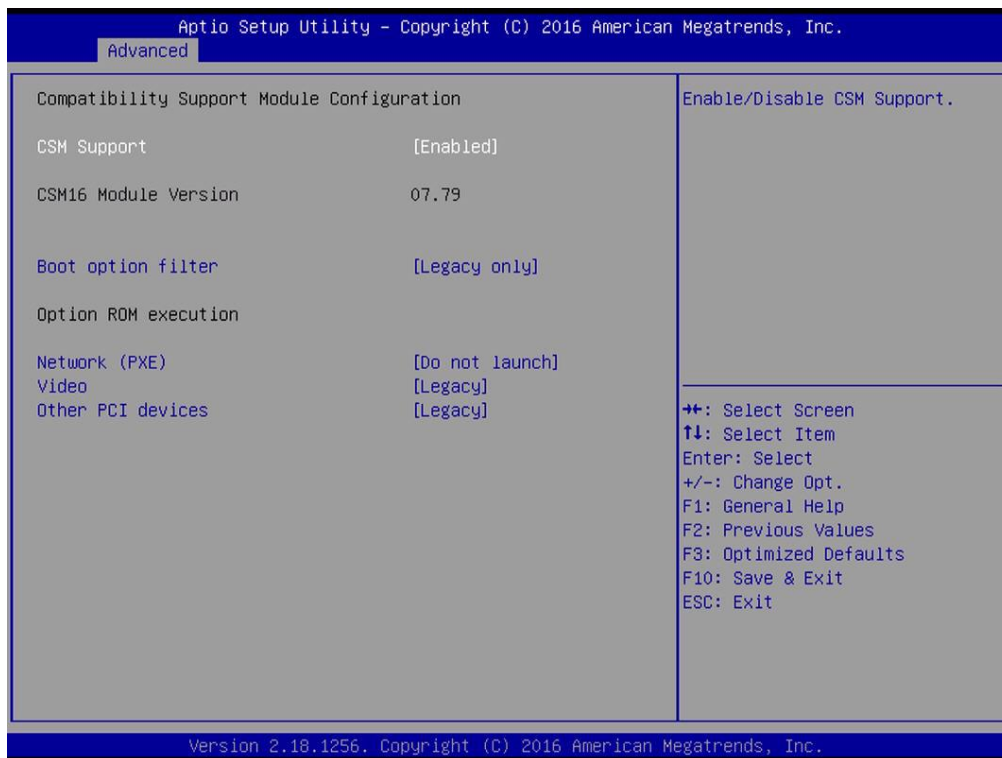 Aptio Setup Utility – Copyright (C) 2016 American Megatrends, Inc.
Advanced
Compatibility Support Module Configuration
CSM Support [Enabled]
CSM16 Module Version 07.79
Boot option filter [Legacy only]
Option ROM execution
Network (PXE) [Do not launch]
Video [Legacy]
Other PCI devices [Legacy]
Enable/Disable CSM Support.
→←: Select Screen
↑↓: Select Item
Enter: Select
+/-: Change Opt.
F1: General Help
F2: Previous Values
F3: Optimized Defaults
F10: Save & Exit
ESC: Exit
Version 2.18.1256. Copyright (C) 2016 American Megatrends, Inc.